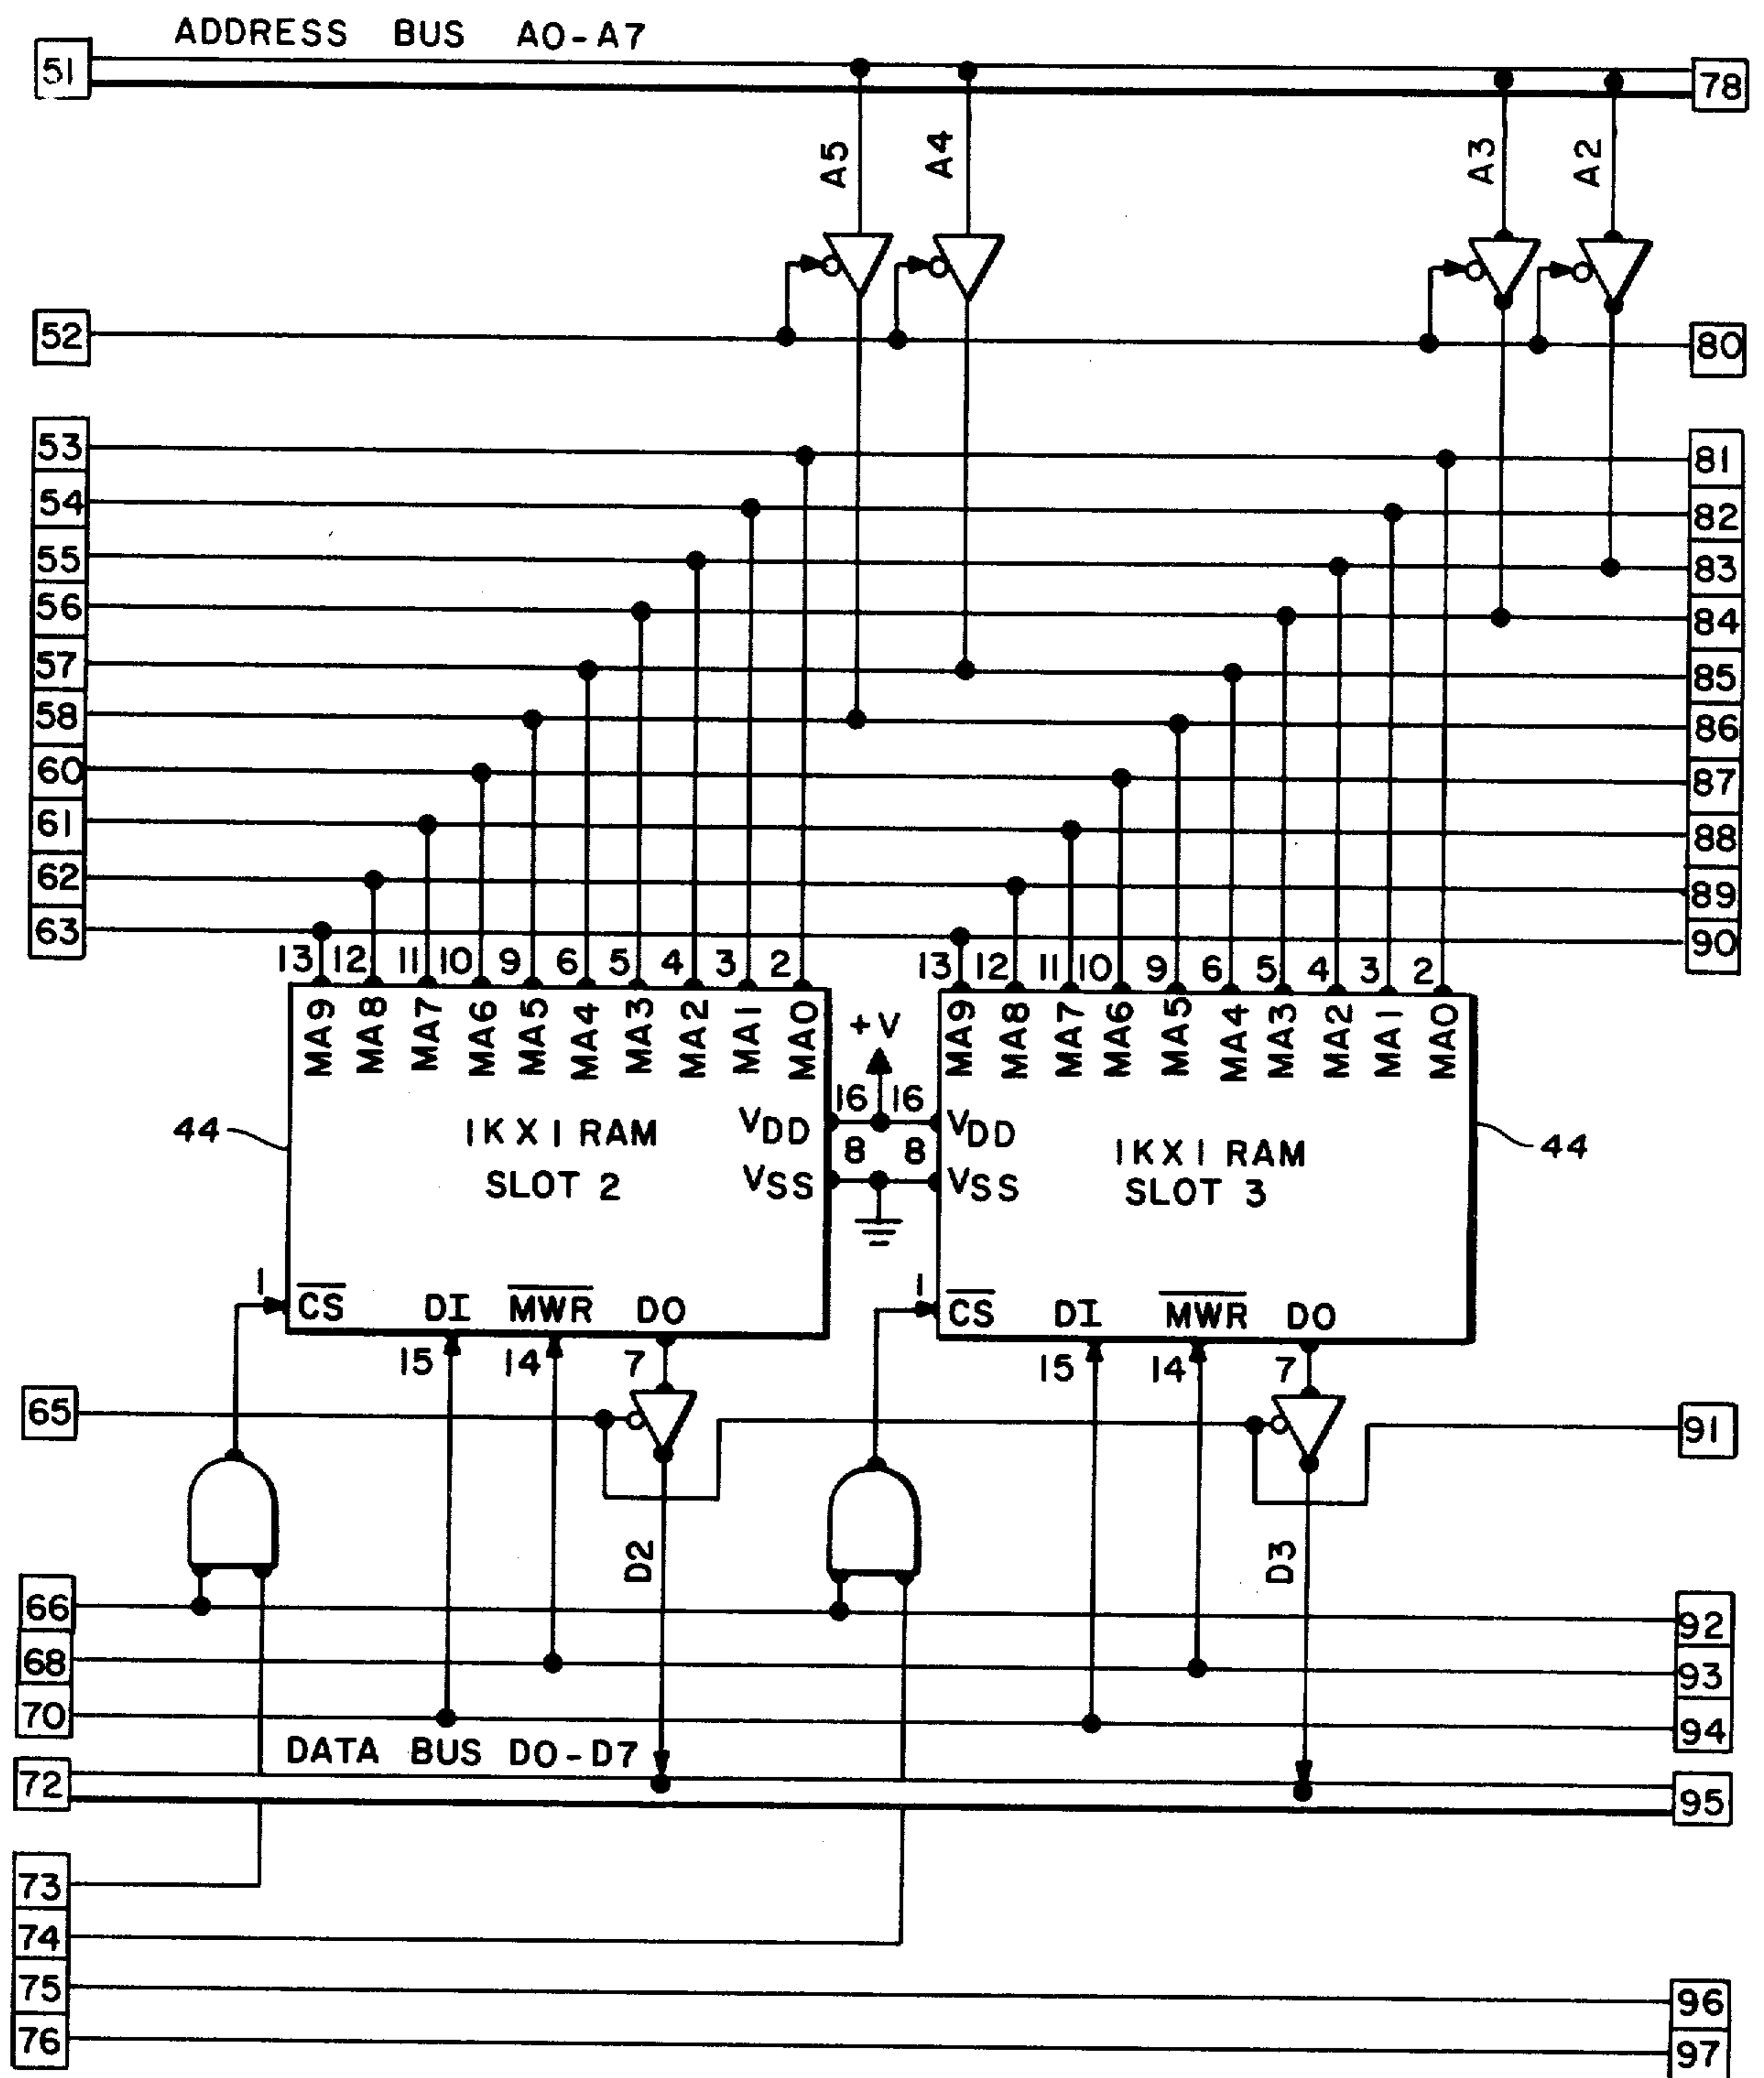 ADDRESS BUS A0-A7
51 78
A5 A4 A3 A2
52 80
53 81
54 82
55 83
56 84
57 85
58 86
60 87
61 88
62 89
63 90
13 12 11 10 9 6 5 4 3 2 13 12 11 10 9 6 5 4 3 2
MA9 MA8 MA7 MA6 MA5 MA4 MA3 MA2 MA1 MA0 +V MA9 MA8 MA7 MA6 MA5 MA4 MA3 MA2 MA1 MA0
44 1KX1 RAM VDD 16 16 VDD 1KX1 RAM 44
SLOT 2 VSS 8 8 VSS SLOT 3
1 CS DI MWR DO 1 CS DI MWR DO
15 14 7 15 14 7
65 91
D2 D3
66 92
68 93
70 94
DATA BUS D0-D7
72 95
73
74
75 96
76 97